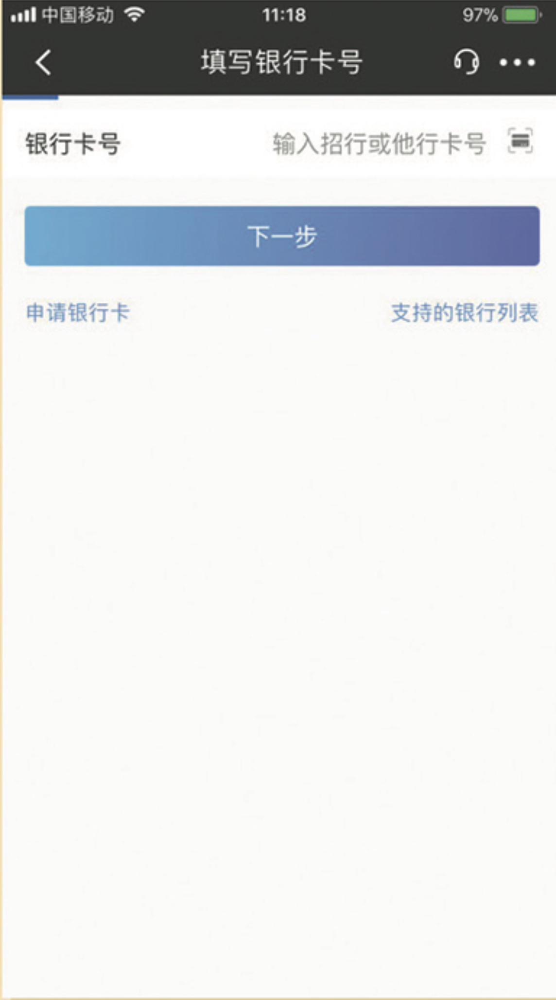 中国移动 11:18 97%
填写银行卡号
银行卡号 输入招行或他行卡号
下一步
申请银行卡 支持的银行列表